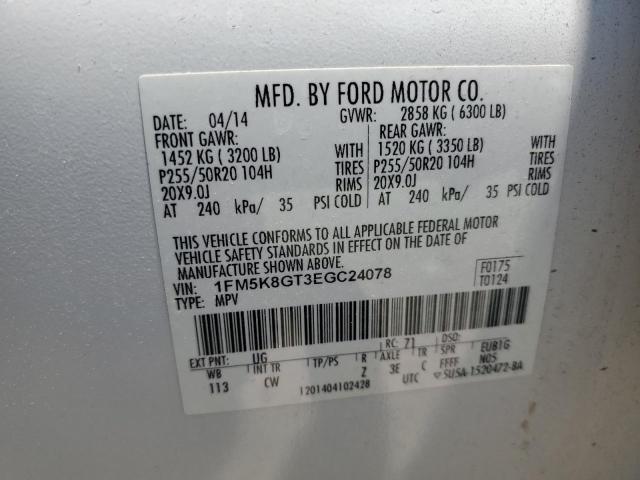 MFD. BY FORD MOTOR CO.
DATE: 04/14 GVWR: 2858 KG ( 6300 LB)
FRONT GAWR: REAR GAWR:
1452 KG ( 3200 LB) WITH 1520 KG ( 3350 LB) WITH
P255/50R20 104H TIRES P255/50R20 104H TIRES
20X9.0J RIMS 20X9.0J RIMS
AT 240 kPa/ 35 PSI COLD AT 240 kPa/ 35 PSI COLD
THIS VEHICLE CONFORMS TO ALL APPLICABLE FEDERAL MOTOR
VEHICLE SAFETY STANDARDS IN EFFECT ON THE DATE OF
MANUFACTURE SHOWN ABOVE.
VIN: 1FM5K8GT3EGC24078 F0175
TYPE: MPV T0124
EXT PNT: UG RC: 71 DSO:
WB INT TR TP/PS R AXLE TR SPR EUB1G
113 CW Z 3E C FFFF N05
1201404102428 UTC SU5A-1520472-BA